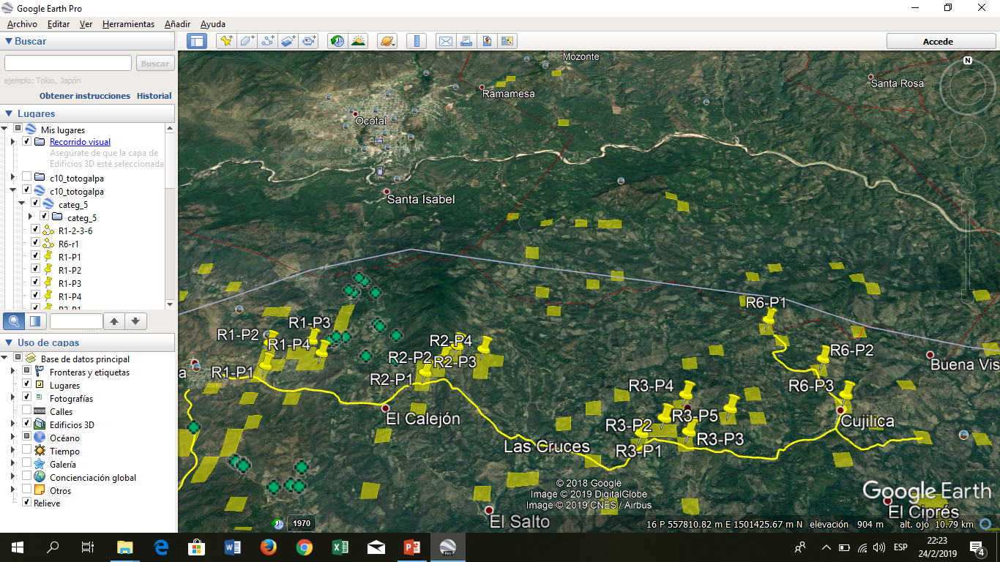 Google Earth Pro
Archivo Editar Ver Herramientas Añadir Ayuda
Buscar
Accede
Buscar
ejemplo: Tokio, Japón
Obtener instrucciones Historial
Lugares
Mis lugares
Recorrido visual
Asegúrate de que la capa de
Edificios 3D esté seleccionada
c10_totogalpa
c10_totogalpa
categ_5
categ_5
R1-2-3-6
R6-r1
R1-P1
R1-P2
R1-P3
R1-P4
Uso de capas
Base de datos principal
Fronteras y etiquetas
Lugares
Fotografías
Calles
Edificios 3D
Océano
Tiempo
Galería
Concienciación global
Otros
Relieve
Mozonte
N
Santa Rosa
Ramamesa
Ocotal
Santa Isabel
R6-P1
R1-P3
R1-P2
R1-P4
R2-P4
R6-P2
R2-P2
R2-P3
Buena Vis
R1-P1
a
R2-P1
R3-P4
R6-P3
El Calejón
R3-P5
Cujilica
R3-P2
R3-P3
Las Cruces
R3-P1
© 2018 Google
Image © 2019 DigitalGlobe
Image © 2019 CNES / Airbus
Google Earth
El Ciprés
El Salto
1970
16 P 557810.82 m E 1501425.67 m N elevación 904 m alt. ojo 10.79 km
ESP
22:23
24/2/2019
4